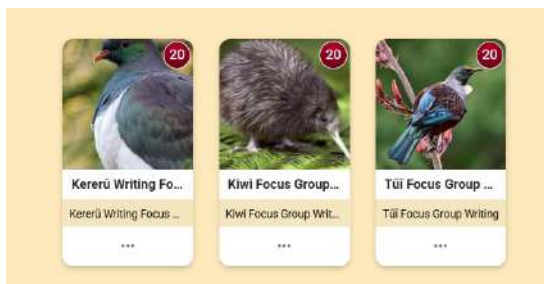 20
20
20
Kererū Writing Fo...
Kiwi Focus Group...
Tūī Focus Group ...
Kererū Writing Focus ...
Kiwi Focus Group Writ...
Tūī Focus Group Writing
...
...
...